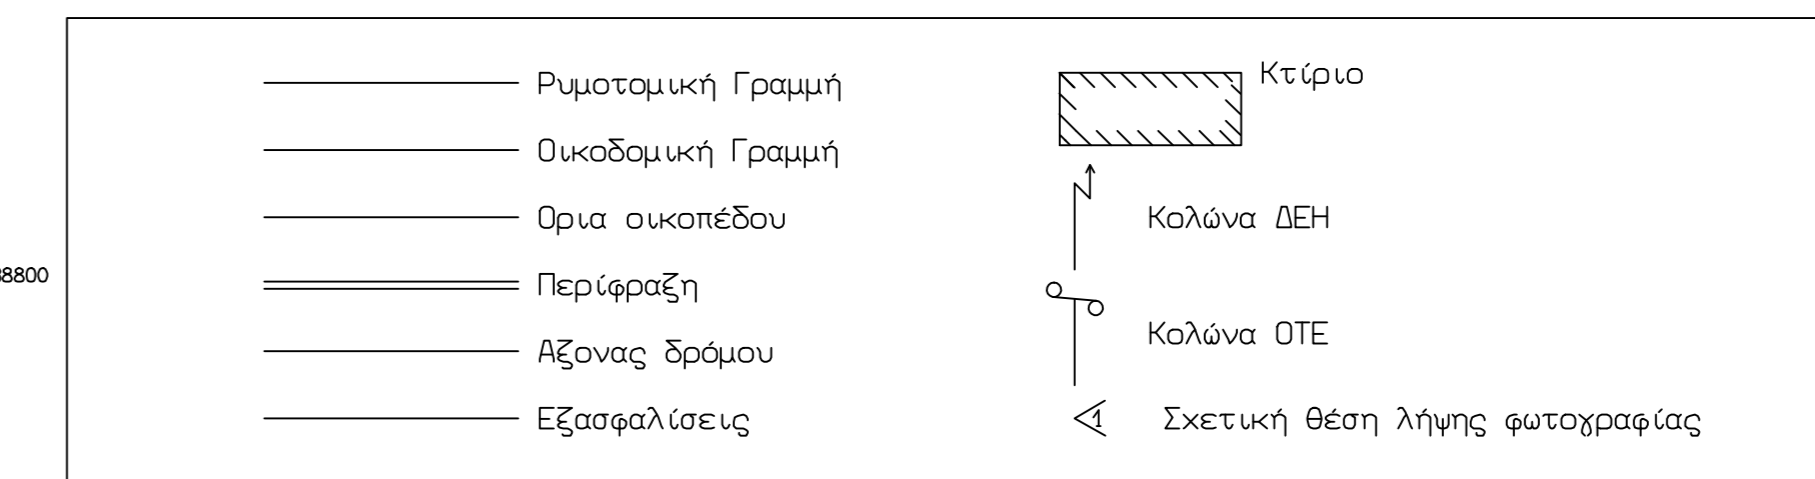 Ρυμοτομική Γραμμή
Οικοδομική Γραμμή
Ορια οικοπέδου
Περίφραξη
Αξονας δρόμου
Εξασφαλίσεις
Κτίριο
Κολώνα ΔΕΗ
Κολώνα ΟΤΕ
1 Σχετική θέση λήψης φωτογραφίας
8800